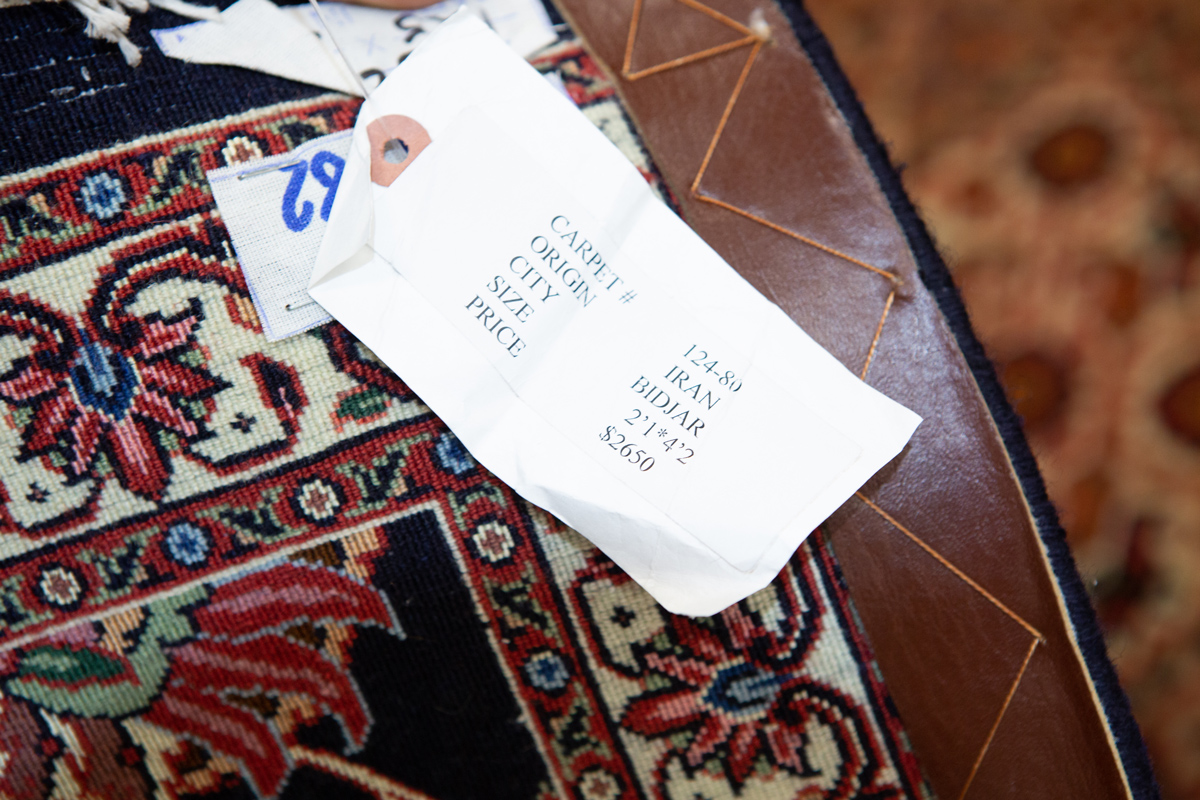 CARPET # 124-80
ORIGIN IRAN
CITY BIDJAR
SIZE 2'1*4'2
PRICE $2650
62